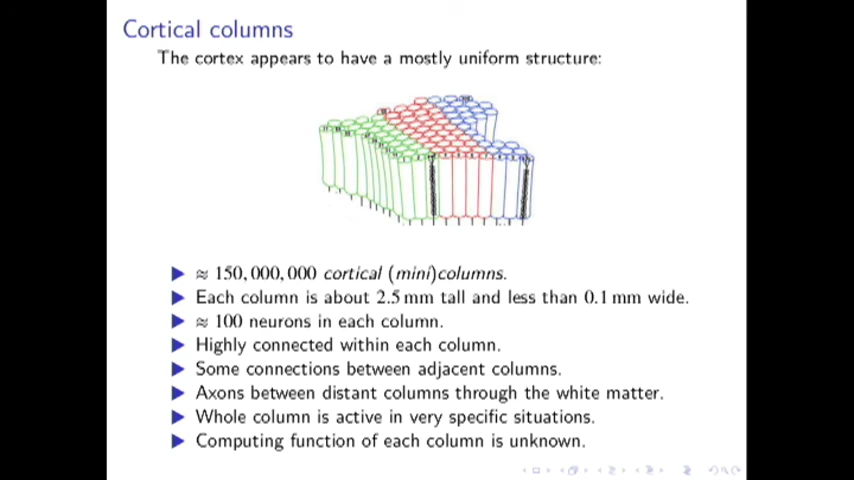 Cortical columns
The cortex appears to have a mostly uniform structure:
≈ 150,000,000 cortical (mini)columns.
Each column is about 2.5 mm tall and less than 0.1 mm wide.
≈ 100 neurons in each column.
Highly connected within each column.
Some connections between adjacent columns.
Axons between distant columns through the white matter.
Whole column is active in very specific situations.
Computing function of each column is unknown.